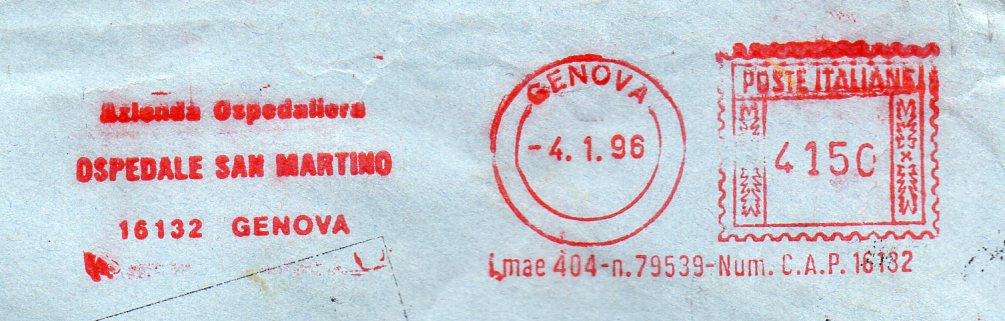 Azienda Ospedaliera
OSPEDALE SAN MARTINO
16132 GENOVA
GENOVA
-4.1.96
POSTE ITALIANE
4150
i.mae 404-n.79539-Num. C.A.P. 16132